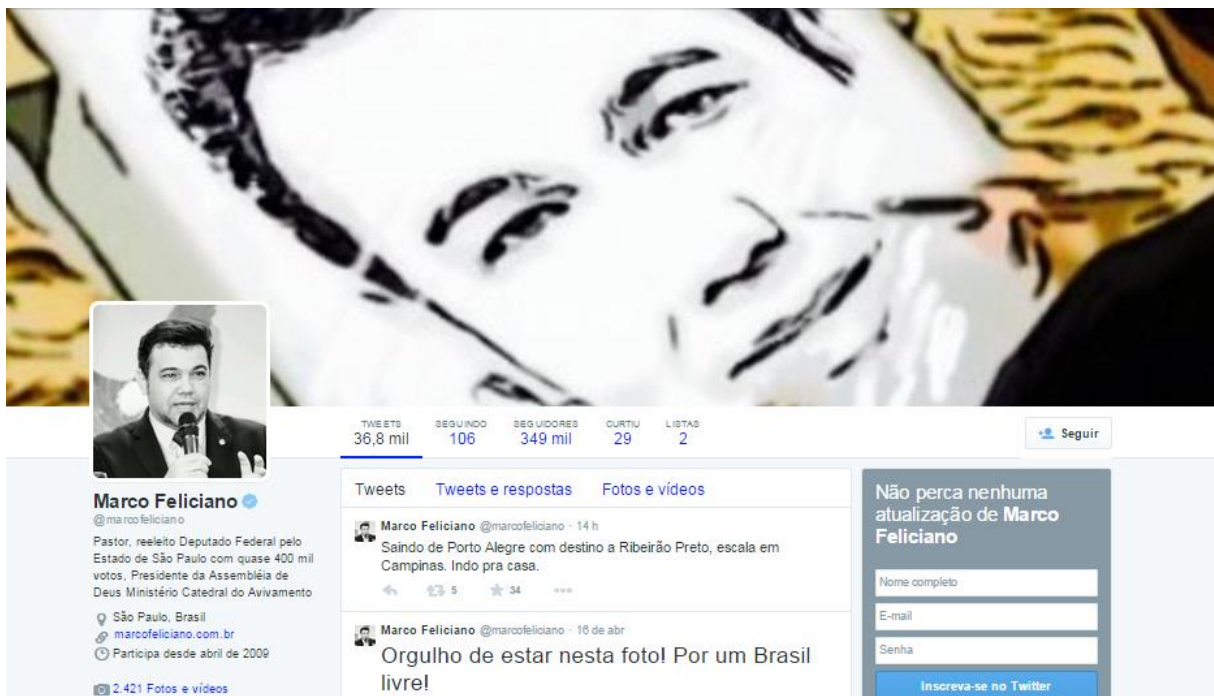 TWEETS SEGUINDO SEGUIDORES CURTIU LISTAS
36,8 mil 106 349 mil 29 2
Seguir
Marco Feliciano
@marcofeliciano
Pastor, reeleito Deputado Federal pelo
Estado de São Paulo com quase 400 mil
votos, Presidente da Assembléia de
Deus Ministério Catedral do Avivamento
São Paulo, Brasil
marcofeliciano.com.br
Participa desde abril de 2009
2.421 Fotos e vídeos
Tweets Tweets e respostas Fotos e vídeos
Marco Feliciano @marcofeliciano · 14 h
Saindo de Porto Alegre com destino a Ribeirão Preto, escala em
Campinas. Indo pra casa.
5 34
Marco Feliciano @marcofeliciano · 16 de abr
Orgulho de estar nesta foto! Por um Brasil
livre!
Não perca nenhuma
atualização de Marco
Feliciano
Nome completo
E-mail
Senha
Inscreva-se no Twitter